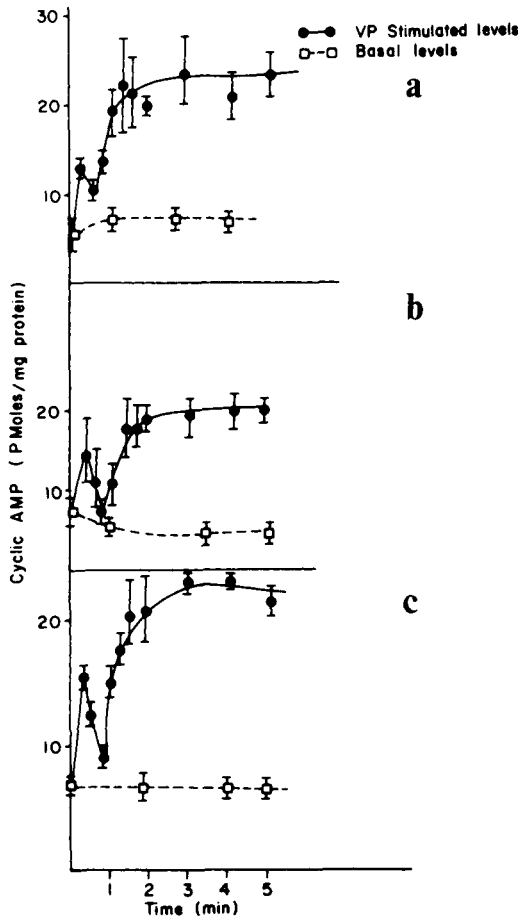 VP Stimulated levels
Basal levels
a
30
20
10
b
20
10
c
20
10
Cyclic AMP (PMoles/mg protein)
1 2 3 4 5
Time (min)